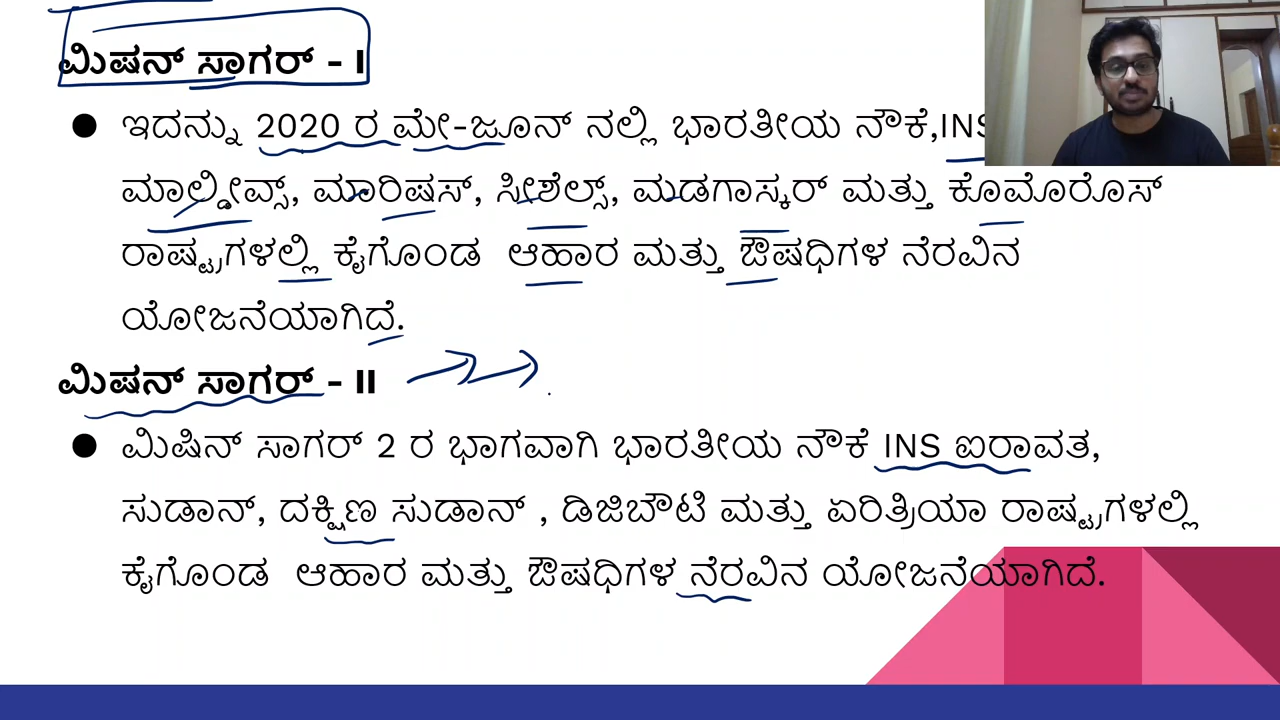 ಮಿಷನ್ ಸಾಗರ್ - I
● ಇದನ್ನು 2020 ರ ಮೇ-ಜೂನ್ ನಲ್ಲಿ ಭಾರತೀಯ ನೌಕೆ,INS
ಮಾಲ್ಡೀವ್ಸ್, ಮಾರಿಷಸ್, ಸೀಶೆಲ್ಸ್, ಮಡಗಾಸ್ಕರ್ ಮತ್ತು ಕೊಮೊರೊಸ್
ರಾಷ್ಟ್ರಗಳಲ್ಲಿ ಕೈಗೊಂಡ ಆಹಾರ ಮತ್ತು ಔಷಧಿಗಳ ನೆರವಿನ
ಯೋಜನೆಯಾಗಿದೆ.
ಮಿಷನ್ ಸಾಗರ್ - II
● ಮಿಷಿನ್ ಸಾಗರ್ 2 ರ ಭಾಗವಾಗಿ ಭಾರತೀಯ ನೌಕೆ INS ಐರಾವತ,
ಸುಡಾನ್, ದಕ್ಷಿಣ ಸುಡಾನ್ , ಡಿಜಿಬೌಟಿ ಮತ್ತು ಏರಿತ್ರಿಯಾ ರಾಷ್ಟ್ರಗಳಲ್ಲಿ
ಕೈಗೊಂಡ ಆಹಾರ ಮತ್ತು ಔಷಧಿಗಳ ನೆರವಿನ ಯೋಜನೆಯಾಗಿದೆ.